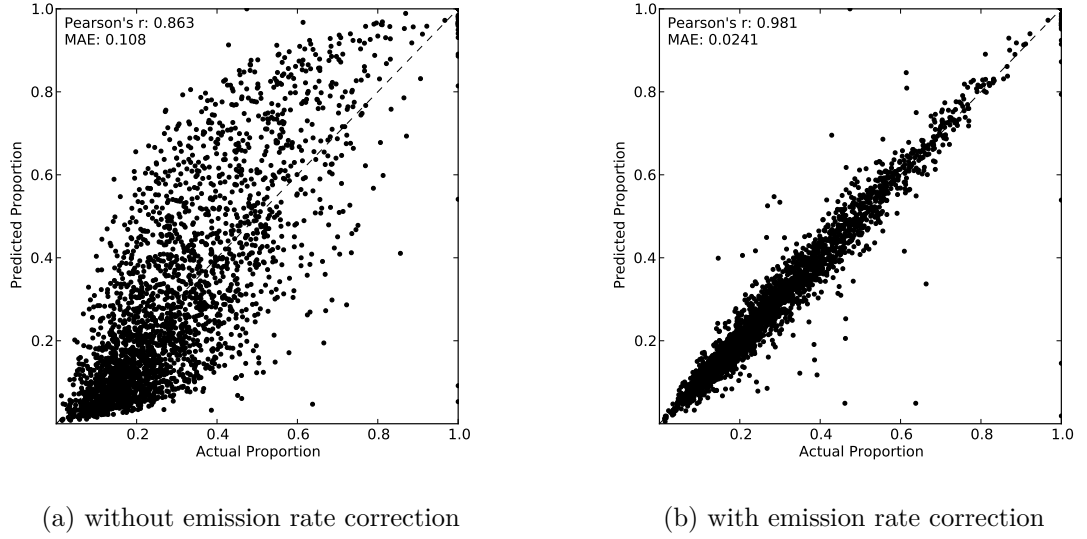 Pearson's r: 0.863
MAE: 0.108
1.0
0.8
0.6
0.4
0.2
Predicted Proportion
0.2 0.4 0.6 0.8 1.0
Actual Proportion
(a) without emission rate correction
Pearson's r: 0.981
MAE: 0.0241
1.0
0.8
0.6
0.4
0.2
Predicted Proportion
0.2 0.4 0.6 0.8 1.0
Actual Proportion
(b) with emission rate correction